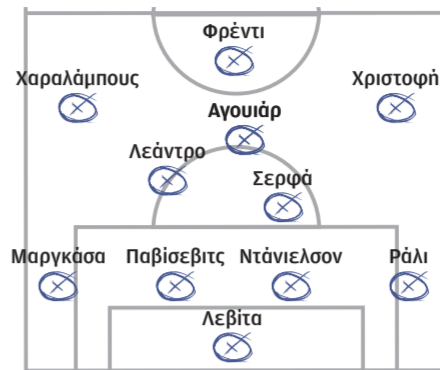 Φρέντι
Χαραλάμπους
Χριστοφή
Αγουιάρ
Λεάντρο
Σερφά
Μαργκάσα Παβίσεβιτς Ντάνιελσον Ράλι
Λεβίτα